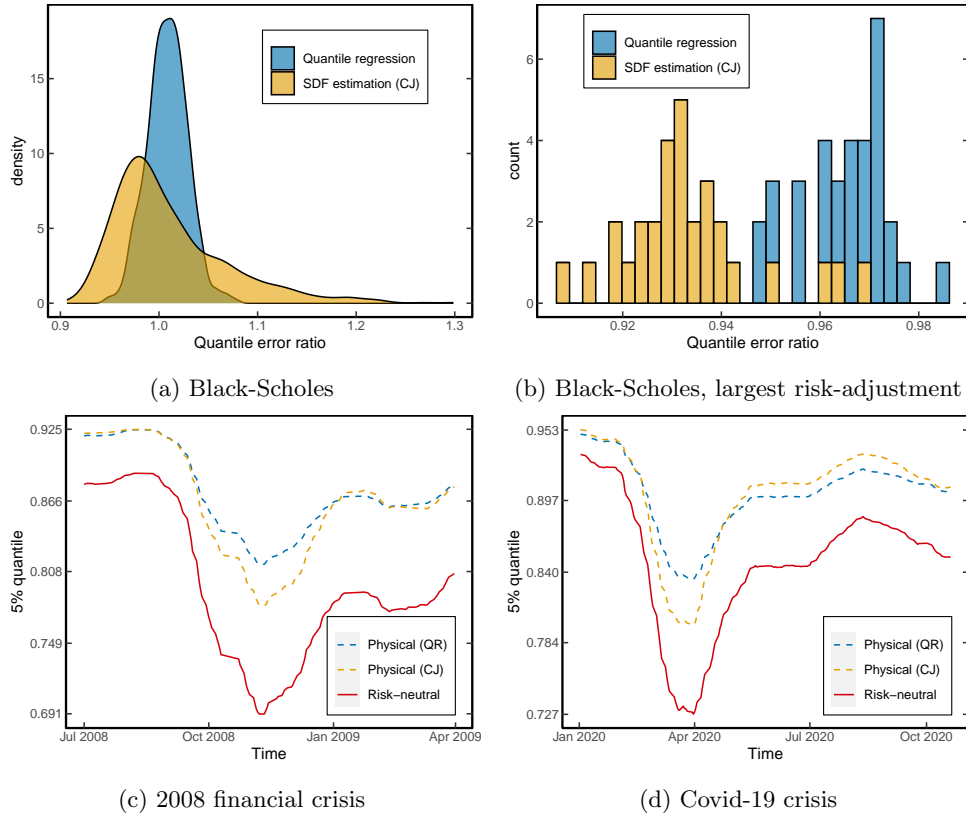 Quantile regression
SDF estimation (CJ)
density
15
10
5
0
0.9 1.0 1.1 1.2 1.3
Quantile error ratio
(a) Black-Scholes
Quantile regression
SDF estimation (CJ)
count
6
4
2
0
0.92 0.94 0.96 0.98
Quantile error ratio
(b) Black-Scholes, largest risk-adjustment
5% quantile
0.925
0.866
0.808
0.749
0.691
Physical (QR)
Physical (CJ)
Risk−neutral
Jul 2008 Oct 2008 Jan 2009 Apr 2009
Time
(c) 2008 financial crisis
5% quantile
0.953
0.897
0.840
0.784
0.727
Physical (QR)
Physical (CJ)
Risk−neutral
Jan 2020 Apr 2020 Jul 2020 Oct 2020
Time
(d) Covid-19 crisis